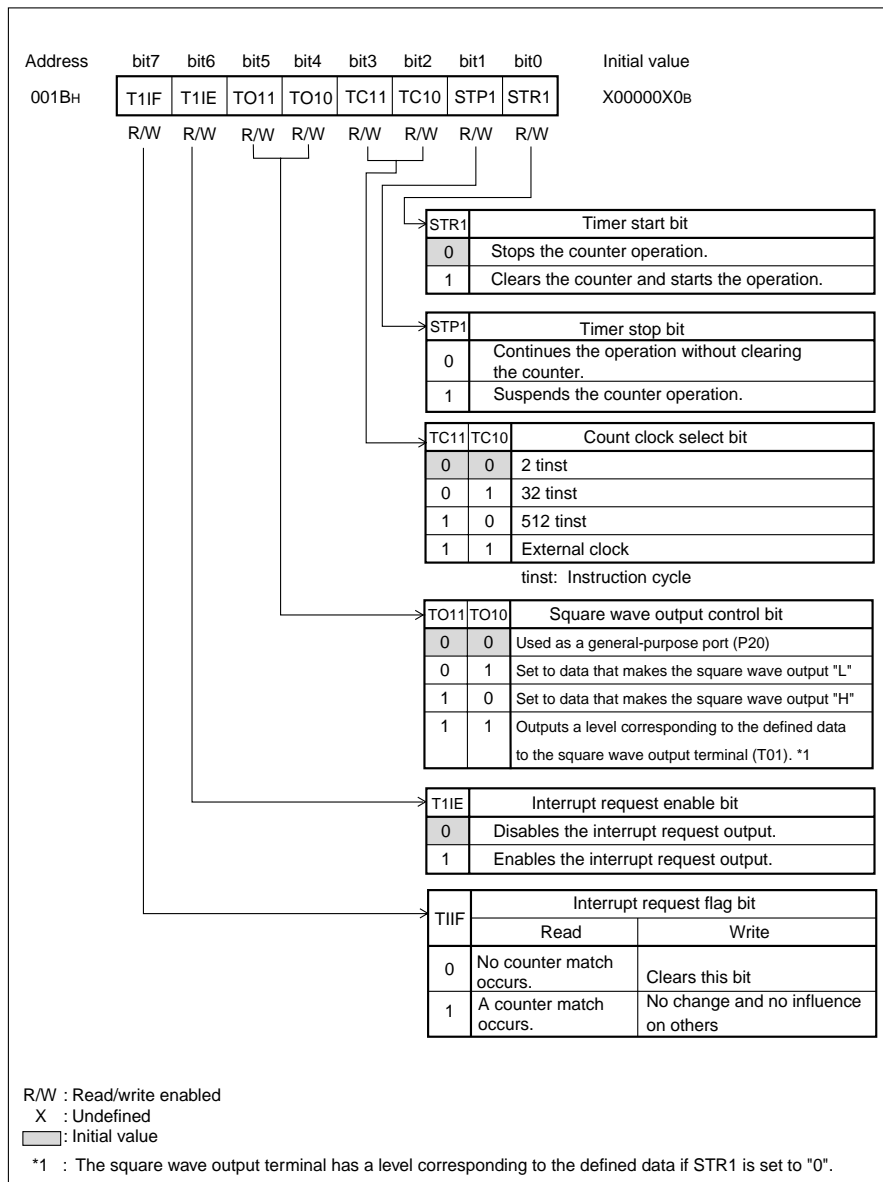 Address bit7 bit6 bit5 bit4 bit3 bit2 bit1 bit0 Initial value
001BH T1IF T1IE TO11 TO10 TC11 TC10 STP1 STR1 X00000X0B
R/W R/W R/W R/W R/W R/W R/W R/W
STR1 Timer start bit
0 Stops the counter operation.
1 Clears the counter and starts the operation.
STP1 Timer stop bit
0 Continues the operation without clearing
the counter.
1 Suspends the counter operation.
TC11 TC10 Count clock select bit
0 0 2 tinst
0 1 32 tinst
1 0 512 tinst
1 1 External clock
tinst: Instruction cycle
TO11 TO10 Square wave output control bit
0 0 Used as a general-purpose port (P20)
0 1 Set to data that makes the square wave output "L"
1 0 Set to data that makes the square wave output "H"
1 1 Outputs a level corresponding to the defined data
to the square wave output terminal (T01). *1
T1IE Interrupt request enable bit
0 Disables the interrupt request output.
1 Enables the interrupt request output.
TIIF Interrupt request flag bit
Read Write
0 No counter match
occurs. Clears this bit
1 A counter match No change and no influence
occurs. on others
R/W : Read/write enabled
X : Undefined
: Initial value
*1 : The square wave output terminal has a level corresponding to the defined data if STR1 is set to "0".